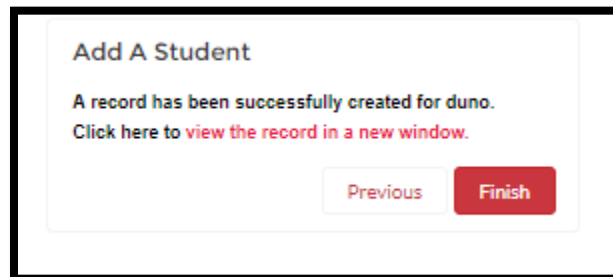 Add A Student
A record has been successfully created for duno.
Click here to view the record in a new window.
Previous
Finish